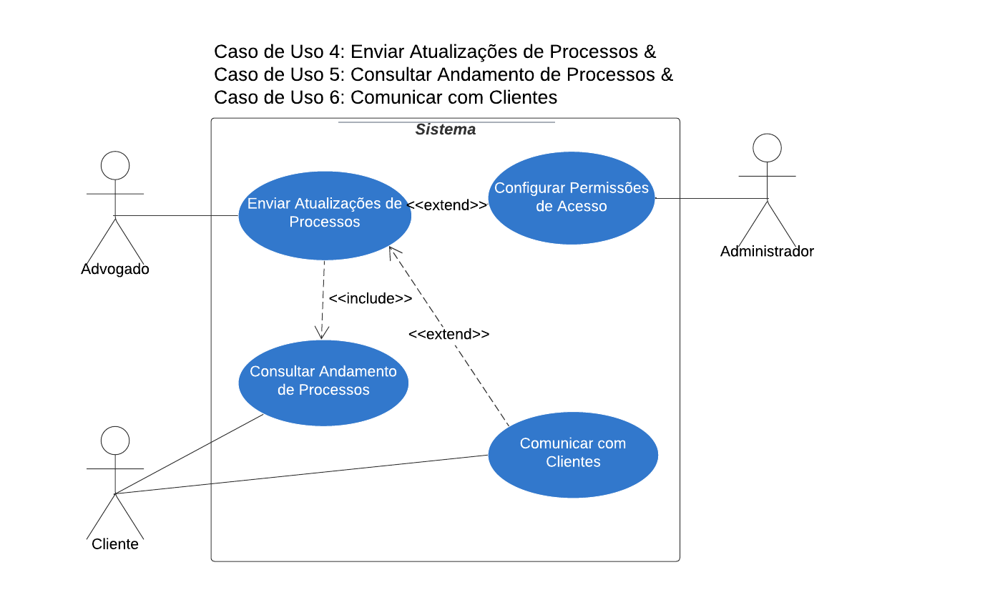 Caso de Uso 4: Enviar Atualizações de Processos &
Caso de Uso 5: Consultar Andamento de Processos &
Caso de Uso 6: Comunicar com Clientes
Sistema
Enviar Atualizações de
Processos
<<extend>>
Configurar Permissões
de Acesso
Advogado
Administrador
<<include>>
<<extend>>
Consultar Andamento
de Processos
Comunicar com
Clientes
Cliente